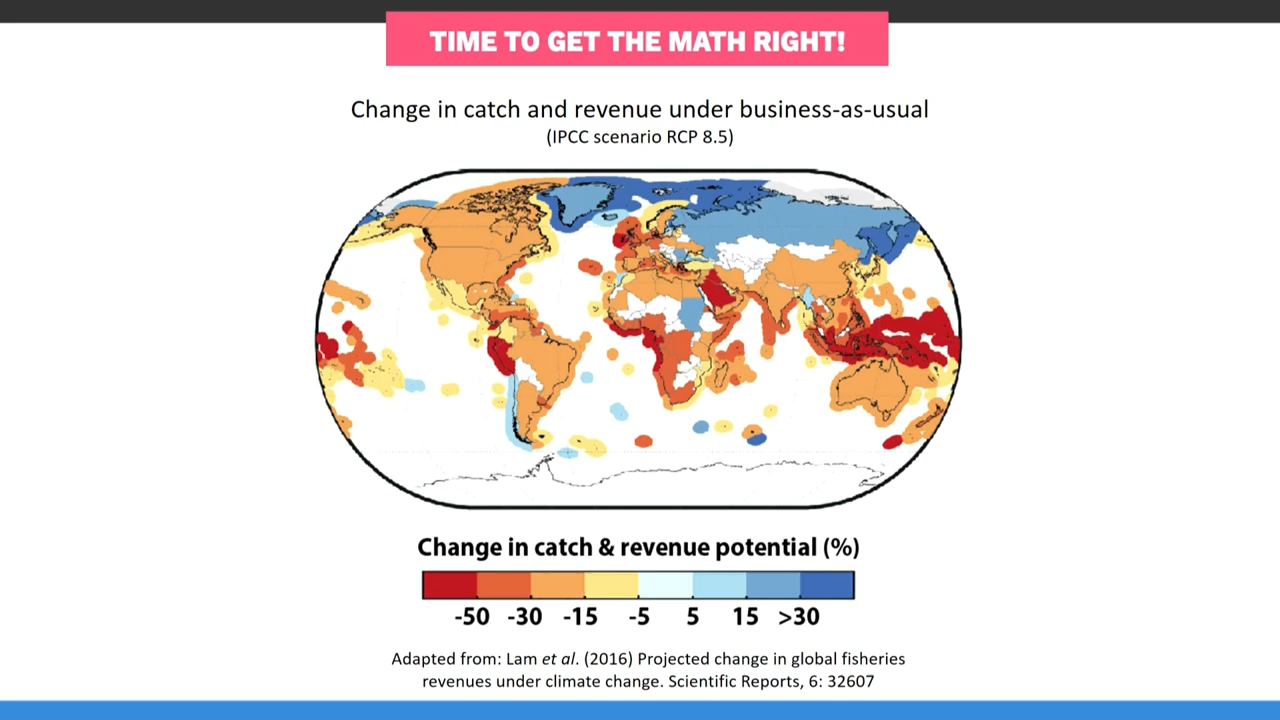 TIME TO GET THE MATH RIGHT!
Change in catch and revenue under business-as-usual
(IPCC scenario RCP 8.5)
Change in catch & revenue potential (%)
-50 -30 -15 -5 5 15 >30
Adapted from: Lam et al. (2016) Projected change in global fisheries
revenues under climate change. Scientific Reports, 6: 32607